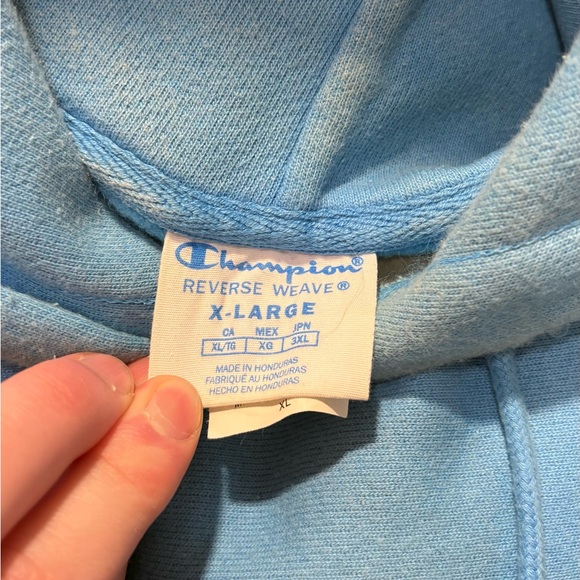 Champion®
REVERSE WEAVE®
X-LARGE
CA MEX JPN
XL/TG XG 3XL
MADE IN HONDURAS
FABRIQUÉ AU HONDURAS
HECHO EN HONDURAS
XL